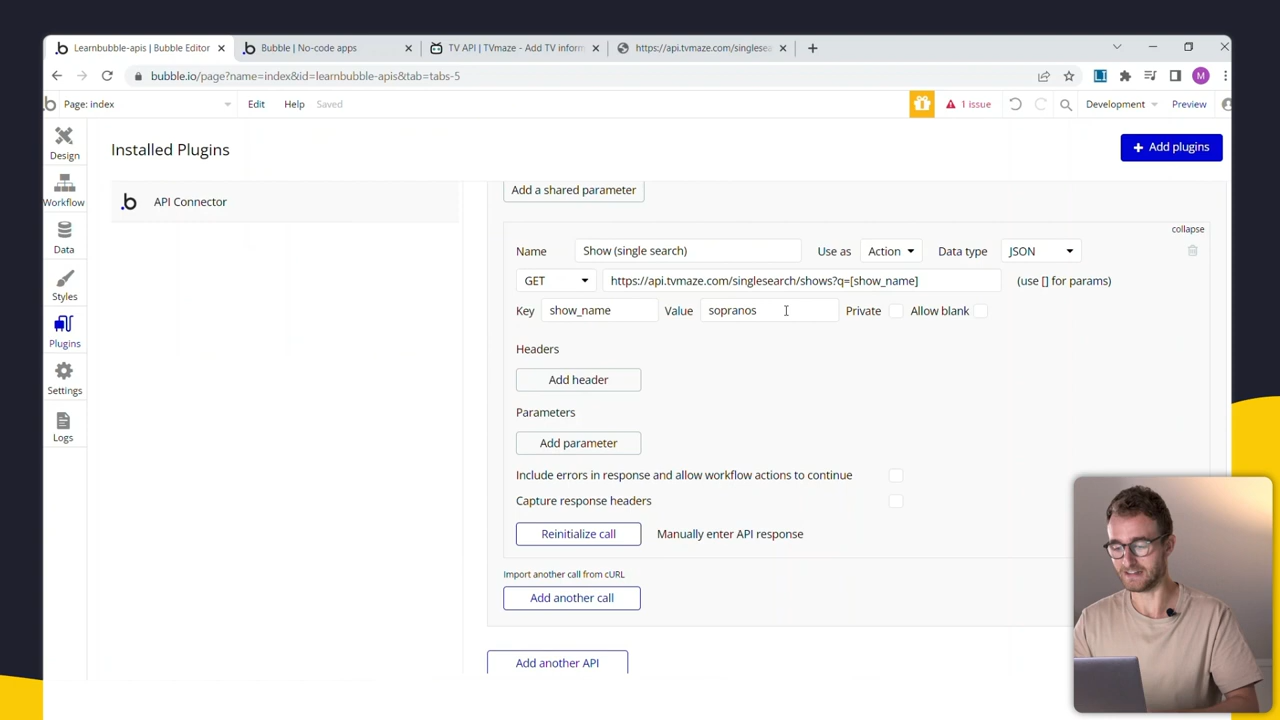 Learnbubble-apis | Bubble Editor
Bubble | No-code apps
TV API | TVmaze - Add TV inform
https://api.tvmaze.com/singlesea
bubble.io/page?name=index&id=learnbubble-apis&tab=tabs-5
M
Page: index
Edit
Help
Saved
1 issue
Development
Preview
Design
Workflow
Data
Styles
Plugins
Settings
Logs
Installed Plugins
Add plugins
API Connector
Add a shared parameter
collapse
Name
Show (single search)
Use as
Action
Data type
JSON
GET
https://api.tvmaze.com/singlesearch/shows?q=[show_name]
(use [] for params)
Key
show_name
Value
sopranos
Private
Allow blank
Headers
Add header
Parameters
Add parameter
Include errors in response and allow workflow actions to continue
Capture response headers
Reinitialize call
Manually enter API response
Import another call from cURL
Add another call
Add another API